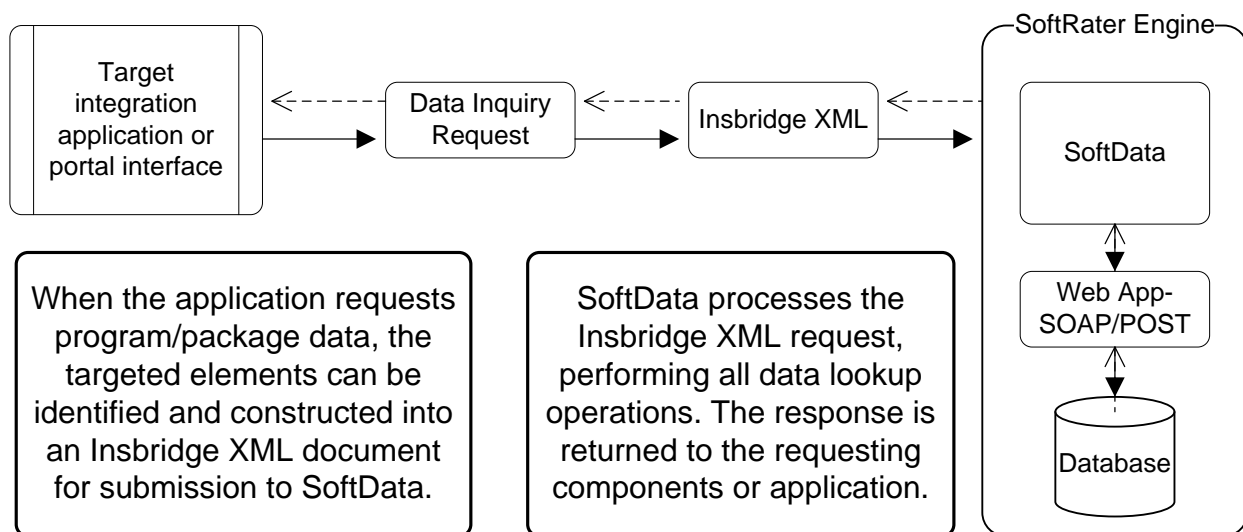 SoftRater Engine
Target
integration
application or
portal interface
Data Inquiry
Request
Insbridge XML
SoftData
Web App-
SOAP/POST
Database
When the application requests
program/package data, the
targeted elements can be
identified and constructed into
an Insbridge XML document
for submission to SoftData.
SoftData processes the
Insbridge XML request,
performing all data lookup
operations. The response is
returned to the requesting
components or application.